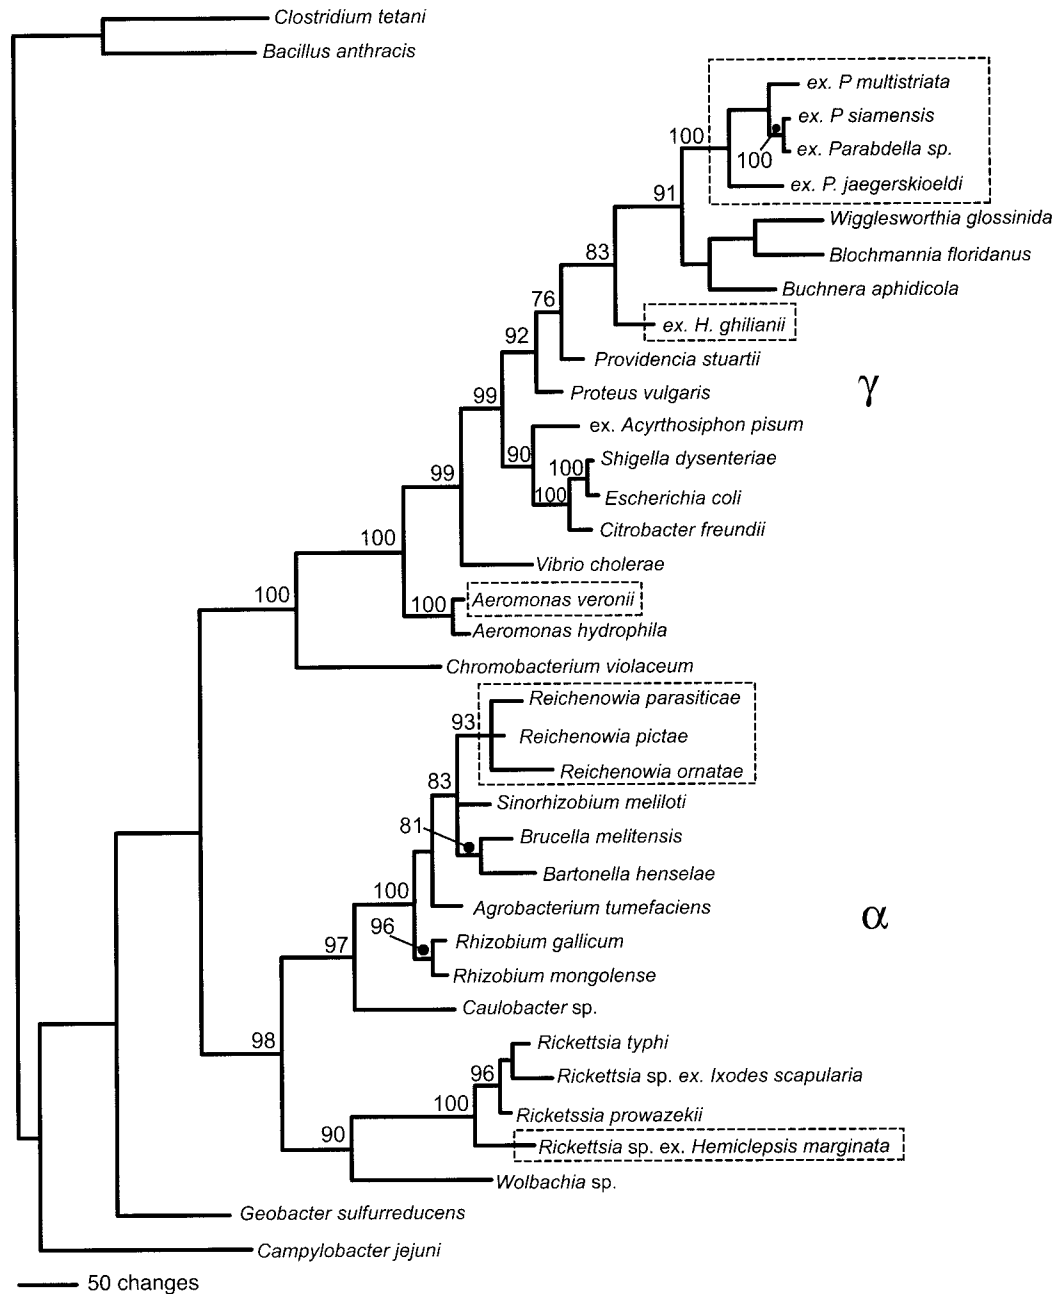 Clostridium tetani
Bacillus anthracis
ex. P multistriata
ex. P siamensis
100
100
ex. Parabdella sp.
ex. P. jaegerskioeldi
91
Wigglesworthia glossinida
83
Blochmannia floridanus
Buchnera aphidicola
76
ex. H. ghilianii
92
Providencia stuartii
γ
Proteus vulgaris
99
ex. Acyrthosiphon pisum
90
Shigella dysenteriae
100
99
100
Escherichia coli
Citrobacter freundii
100
Vibrio cholerae
100
Aeromonas veronii
100
Aeromonas hydrophila
Chromobacterium violaceum
Reichenowia parasiticae
93
Reichenowia pictae
Reichenowia ornatae
83
Sinorhizobium meliloti
81
Brucella melitensis
Bartonella henselae
100
Agrobacterium tumefaciens
α
96
Rhizobium gallicum
97
Rhizobium mongolense
Caulobacter sp.
98
Rickettsia typhi
96
Rickettsia sp. ex. Ixodes scapularia
100
Ricketssia prowazekii
90
Rickettsia sp. ex. Hemiclepsis marginata
Wolbachia sp.
Geobacter sulfurreducens
Campylobacter jejuni
50 changes